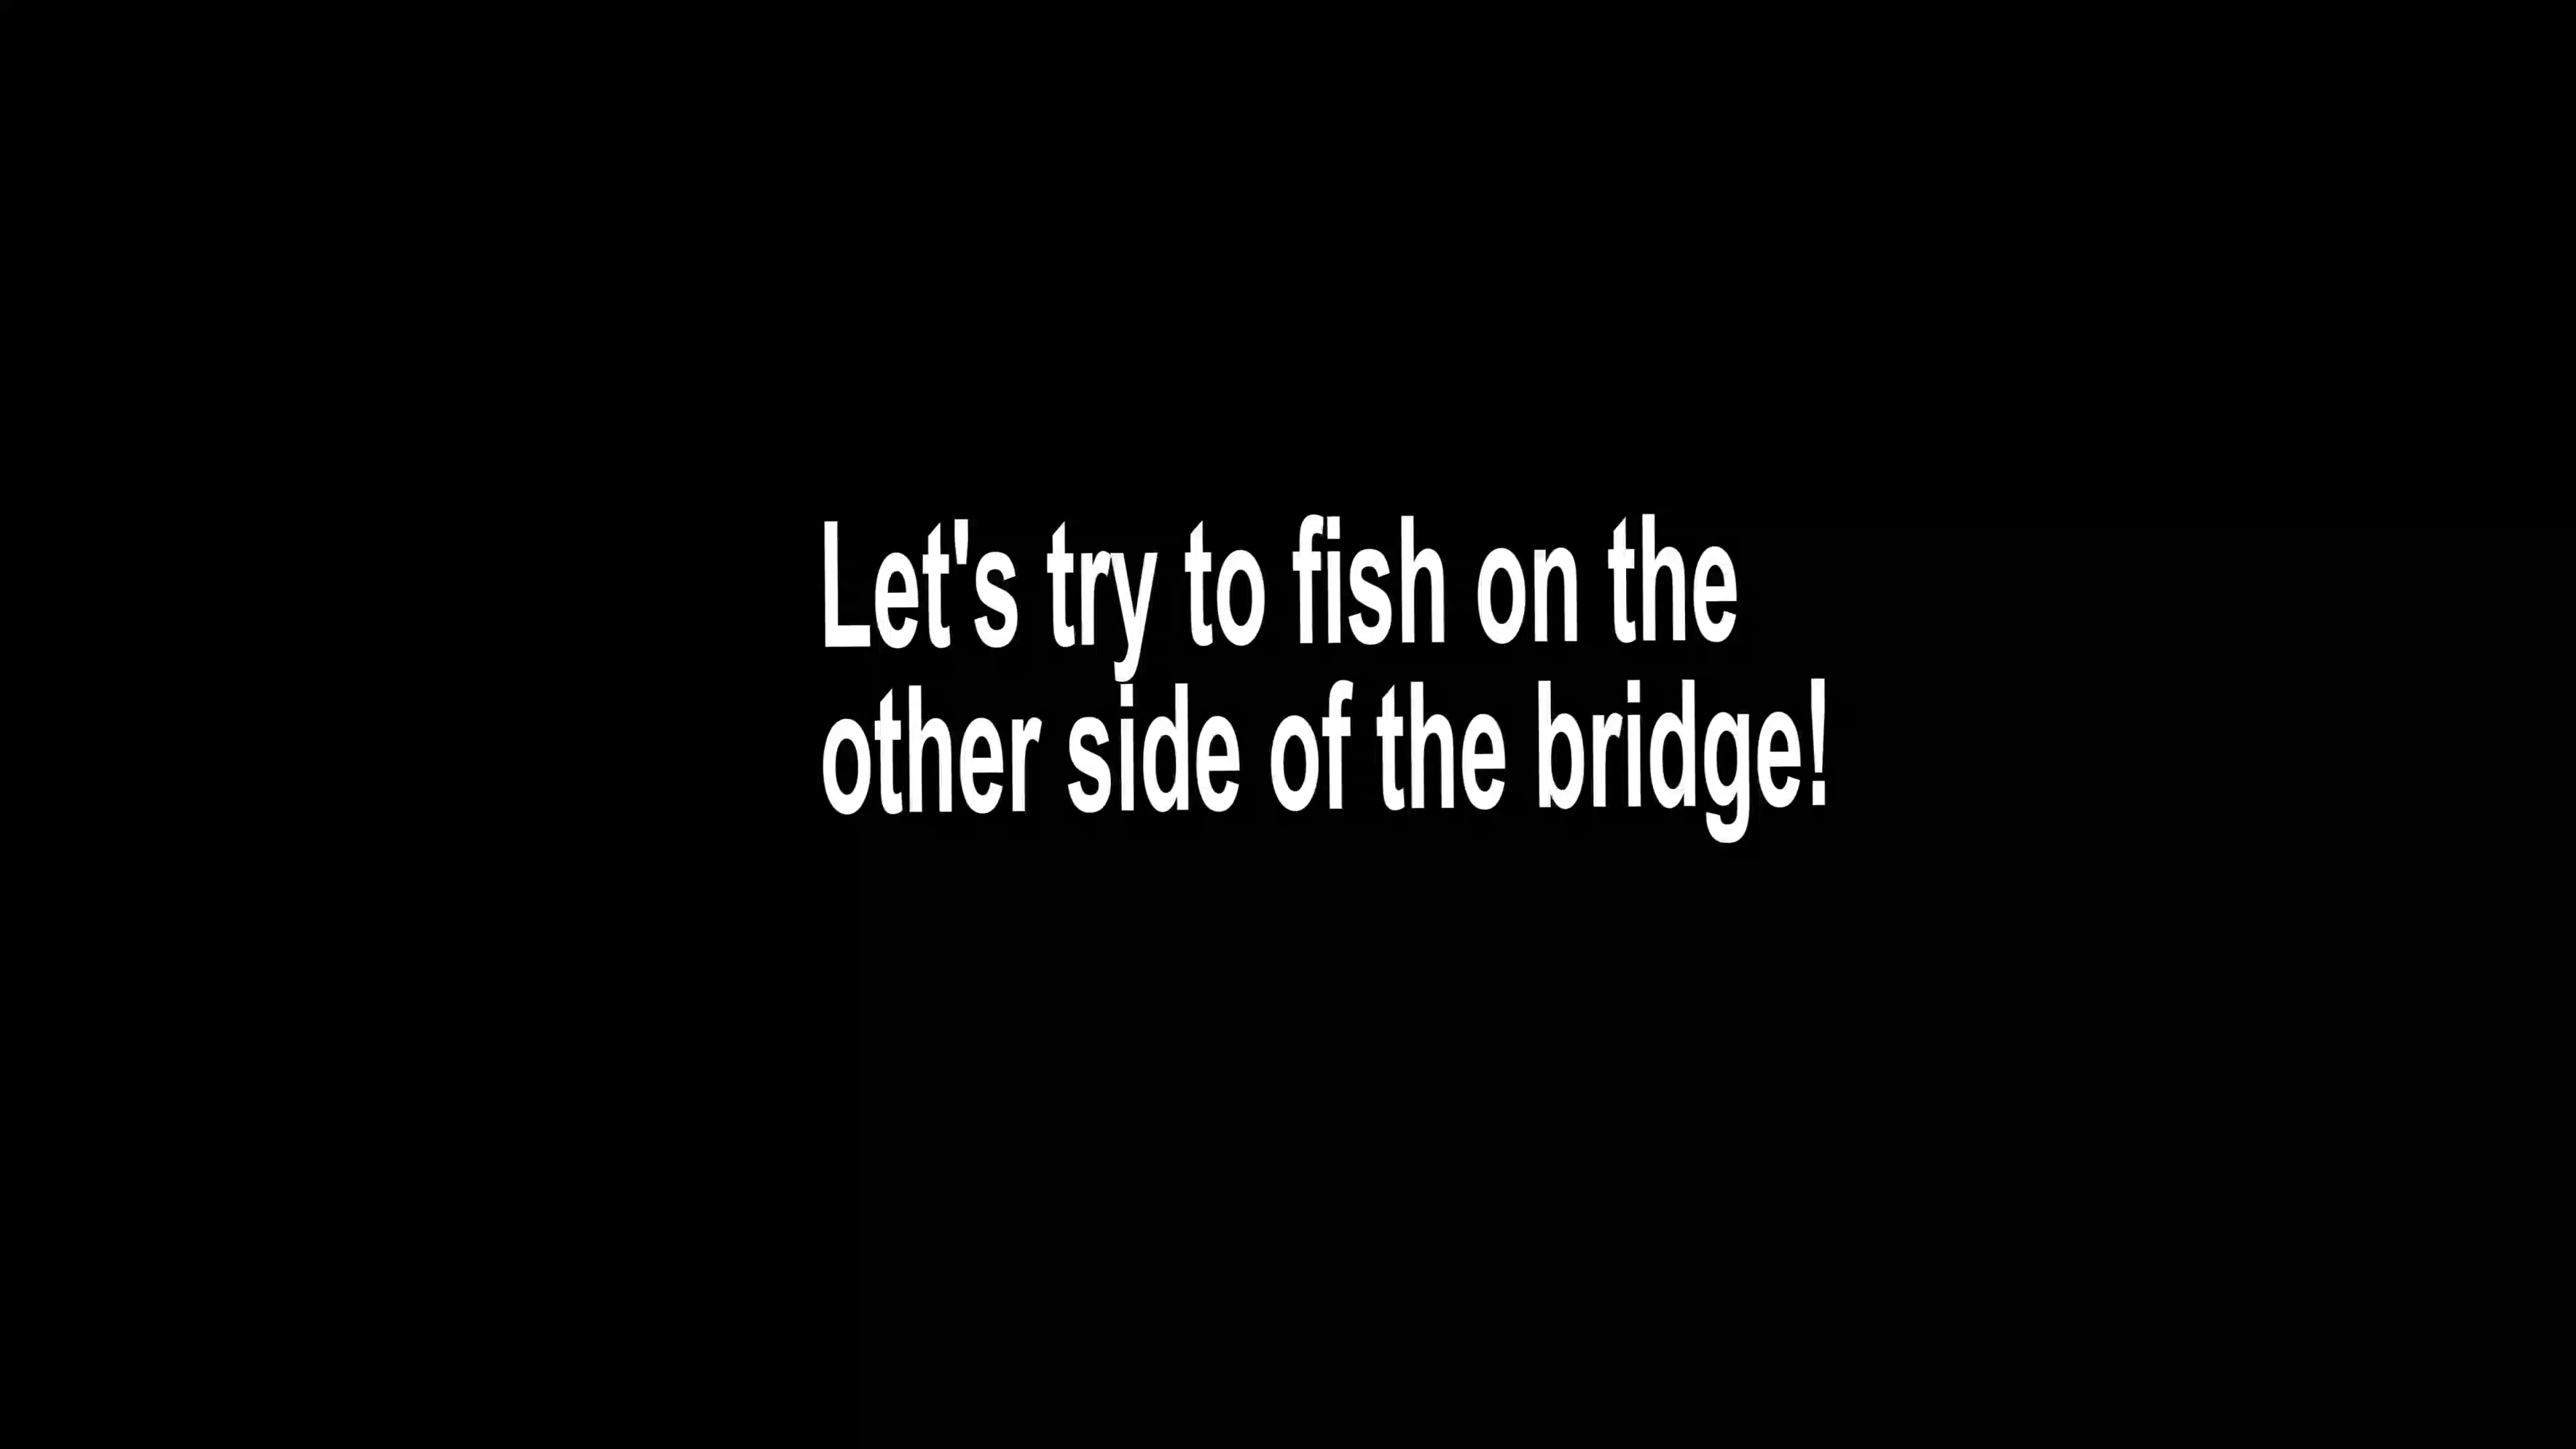 Let's try to fish on the
other side of the bridge!